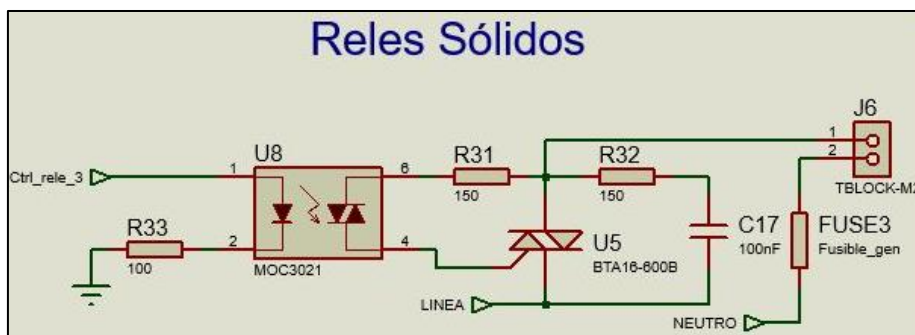 Reles Sólidos
J6
1
2
TBLOCK-M2
U8
Ctrl_rele_3
1
6
R31
150
R32
150
R33
100
2
4
MOC3021
U5
BTA16-600B
C17
100nF
FUSE3
Fusible_gen
LINEA
NEUTRO